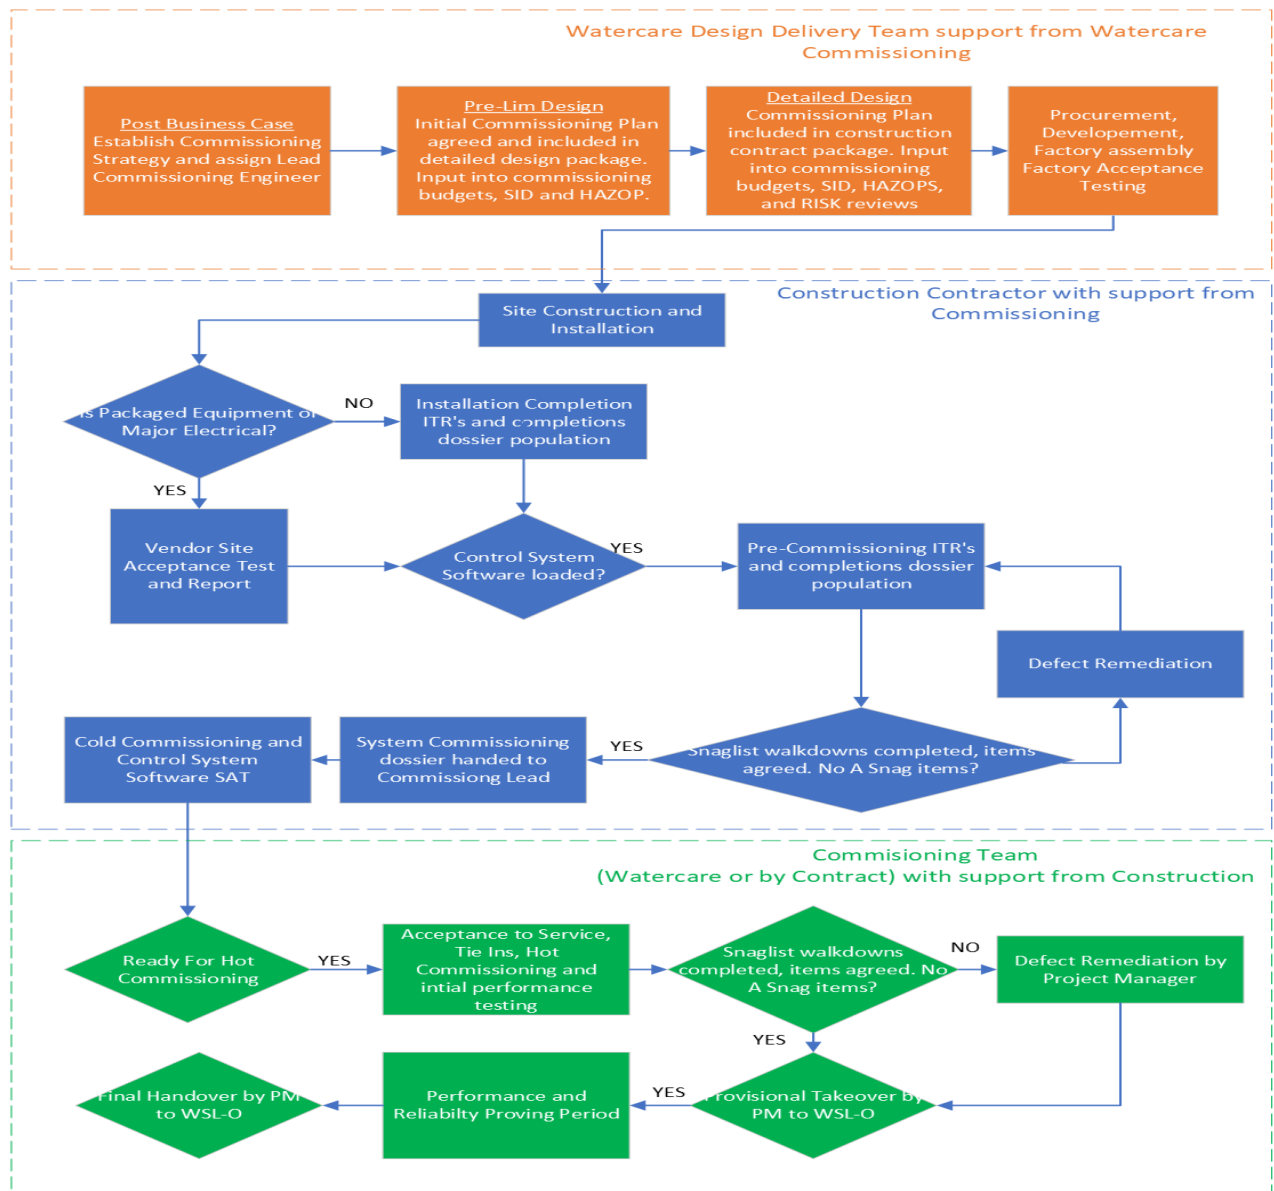 Watercare Design Delivery Team support from Watercare
Commissioning
Post Business Case
Establish Commissioning
Strategy and assign Lead
Commissioning Engineer
Pre-Lim Design
Initial Commissioning Plan
agreed and included in
detailed design package.
Input into commissioning
budgets, SID and HAZOP.
Detailed Design
Commissioning Plan
included in construction
contract package. Input
into commissioning
budgets, SID, HAZOPS,
and RISK reviews
Procurement,
Developement,
Factory assembly
Factory Acceptance
Testing
Construction Contractor with support from
Commissioning
Site Construction and
Installation
Is Packaged Equipment or
Major Electrical?
NO
YES
Installation Completion
ITR's and completions
dossier population
Vendor Site
Acceptance Test
and Report
Control System
Software loaded?
YES
Pre-Commissioning ITR's
and completions dossier
population
Defect Remediation
Snaglist walkdowns completed, items
agreed. No A Snag items?
YES
System Commissioning
dossier handed to
Commissiong Lead
Cold Commissioning and
Control System
Software SAT
Commisioning Team
(Watercare or by Contract) with support from Construction
Ready For Hot
Commissioning
YES
Acceptance to Service,
Tie Ins, Hot
Commissioning and
intial performance
testing
Snaglist walkdowns
completed, items agreed. No
A Snag items?
NO
YES
Defect Remediation by
Project Manager
Provisional Takeover by
PM to WSL-O
YES
Performance and
Reliabilty Proving Period
Final Handover by PM
to WSL-O